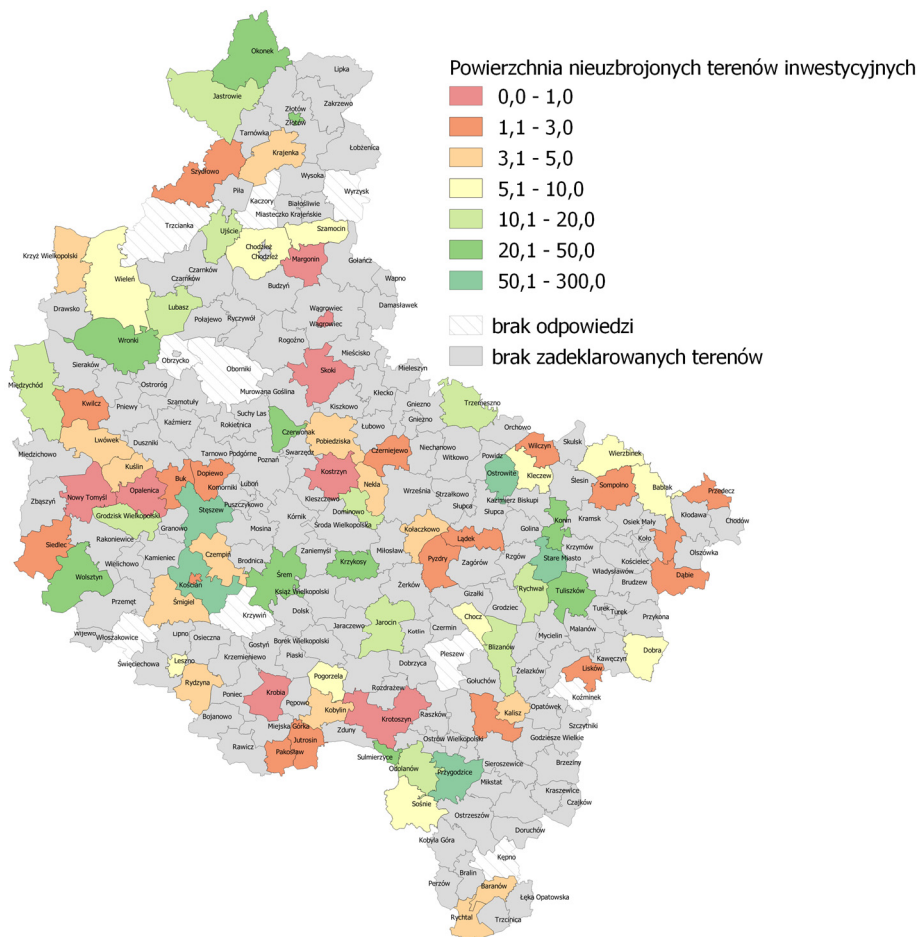 Okonek
Lipka
Powierzchnia nieuzbrojonych terenów inwestycyjnych
0,0 - 1,0
1,1 - 3,0
3,1 - 5,0
5,1 - 10,0
10,1 - 20,0
20,1 - 50,0
50,1 - 300,0
brak odpowiedzi
brak zadeklarowanych terenów
Jastrowie
Złotów
Zakrzewo
Złotów
Tarnówka
Łobżenica
Krajenka
Szydłowo
Wysoka
Piła
Kaczory
Białośliwie
Wyrzysk
Miasteczko Krajeńskie
Trzcianka
Ujście
Szamocin
Chodzież
Chodzież
Krzyż Wielkopolski
Margonin
Gołańcz
Wieleń
Czarnków
Czarnków
Budzyń
Wapno
Damasławek
Drawsko
Lubasz
Połajewo
Ryczywół
Wągrowiec
Wągrowiec
Wronki
Rogoźno
Mieścisko
Sieraków
Obrzycko
Oborniki
Skoki
Mieleszyn
Międzychód
Ostroróg
Murowana Goślina
Kłecko
Kwilcz
Pniewy
Szamotuły
Kiszkowo
Gniezno
Trzemeszno
Suchy Las
Rokietnica
Kaźmierz
Gniezno
Orchowo
Lwówek
Duszniki
Czerwonak
Łubowo
Pobiedziska
Swarzędz
Czerniejewo
Niechanowo
Witkowo
Powidz
Wilczyn
Skulsk
Wierzbinek
Miedzichowo
Kuślin
Tarnowo Podgórne
Poznań
Ostrowite
Kleczew
Ślesin
Sompolno
Babiak
Przedecz
Zbąszyń
Nowy Tomyśl
Opalenica
Buk
Dopiewo
Komorniki
Luboń
Kostrzyn
Nekla
Września
Strzałkowo
Kazimierz Biskupi
Kłodawa
Chodów
Grodzisk Wielkopolski
Stęszew
Puszczykowo
Kleszczewo
Dominowo
Słupca
Słupca
Konin
Kramsk
Osiek Mały
Koło
Rakoniewice
Granowo
Mosina
Kórnik
Środa Wielkopolska
Kołaczkowo
Golina
Siedlec
Kamieniec
Czempiń
Brodnica
Zaniemyśl
Miłosław
Lądek
Rzgów
Stare Miasto
Krzymów
Kościelec
Olszówka
Wielichowo
Śrem
Krzykosy
Pyzdry
Zagórów
Władysławów
Dąbie
Wolsztyn
Kościan
Książ Wielkopolski
Żerków
Gizałki
Rychwał
Tuliszków
Brudzew
Przemęt
Śmigiel
Krzywiń
Dolsk
Grodziec
Turek
Turek
Przykona
Wijewo
Włoszakowice
Lipno
Osieczna
Gostyń
Borek Wielkopolski
Jaraczewo
Jarocin
Kotlin
Czermin
Chocz
Mycielin
Malanów
Święciechowa
Leszno
Krzemieniewo
Piaski
Dobrzyca
Pleszew
Blizanów
Kawęczyn
Dobra
Gołuchów
Żelazków
Lisków
Rydzyna
Poniec
Krobia
Pogorzela
Rozdrażew
Koźminek
Pępowo
Kobylin
Krotoszyn
Raszków
Kalisz
Opatówek
Bojanowo
Miejska Górka
Zduny
Szczytniki
Rawicz
Jutrosin
Pakosław
Ostrów Wielkopolski
Godziesze Wielkie
Sulmierzyce
Odolanów
Przygodzice
Sieroszewice
Brzeziny
Mikstat
Sośnie
Kraszewice
Czajków
Ostrzeszów
Doruchów
Kobyla Góra
Kępno
Bralin
Perzów
Baranów
Łęka Opatowska
Rychtal
Trzcinica